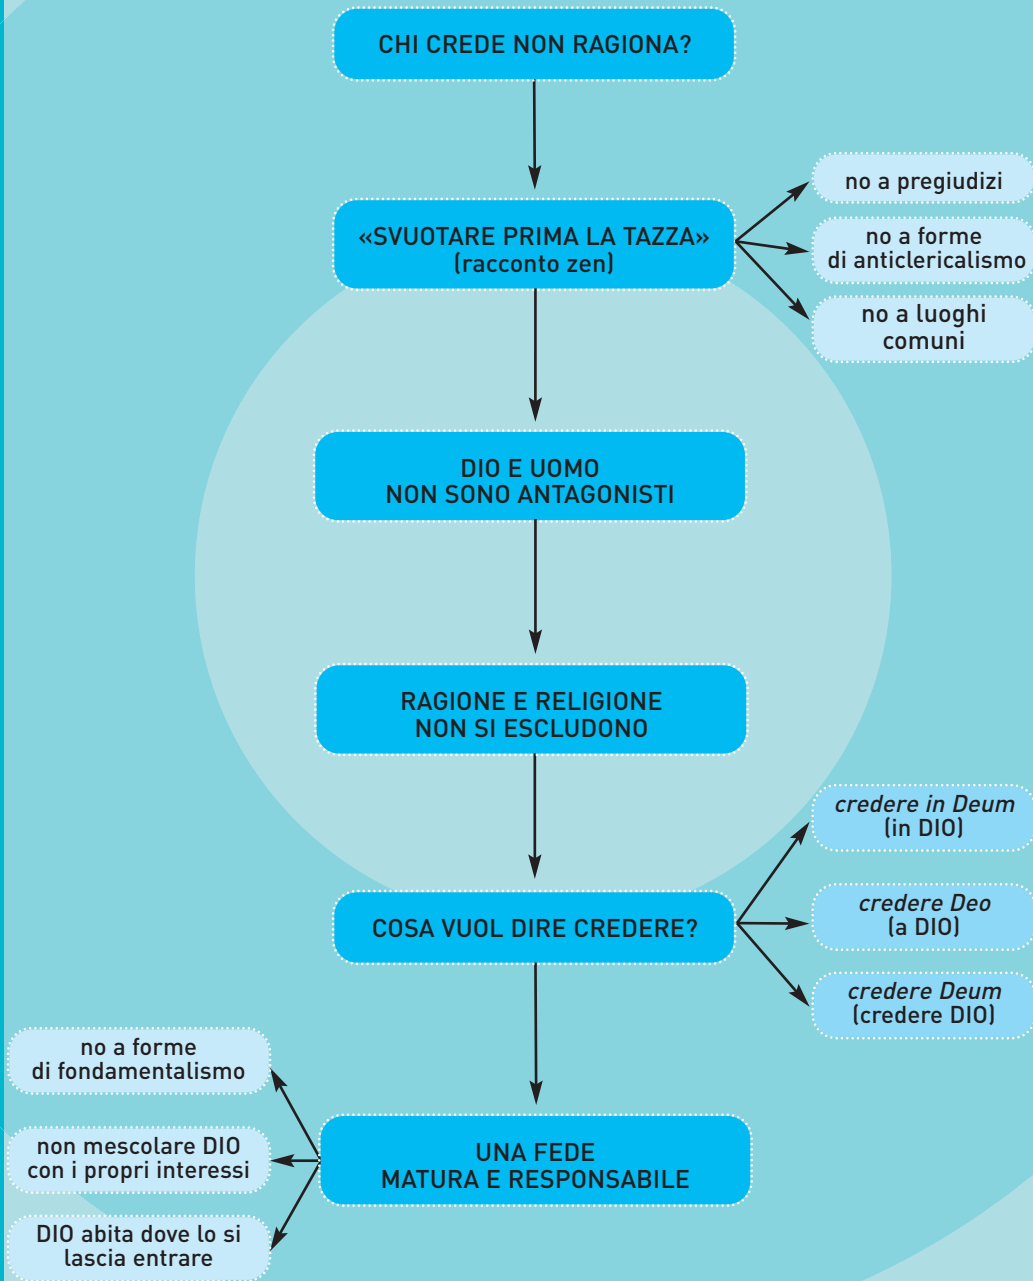 CHI CREDE NON RAGIONA?
«SVUOTARE PRIMA LA TAZZA»
(racconto zen)
no a pregiudizi
no a forme
di anticlericalismo
no a luoghi
comuni
DIO E UOMO
NON SONO ANTAGONISTI
RAGIONE E RELIGIONE
NON SI ESCLUDONO
COSA VUOL DIRE CREDERE?
credere in Deum
(in DIO)
credere Deo
(a DIO)
credere Deum
(credere DIO)
UNA FEDE
MATURA E RESPONSABILE
no a forme
di fondamentalismo
non mescolare DIO
con i propri interessi
DIO abita dove lo si
lascia entrare